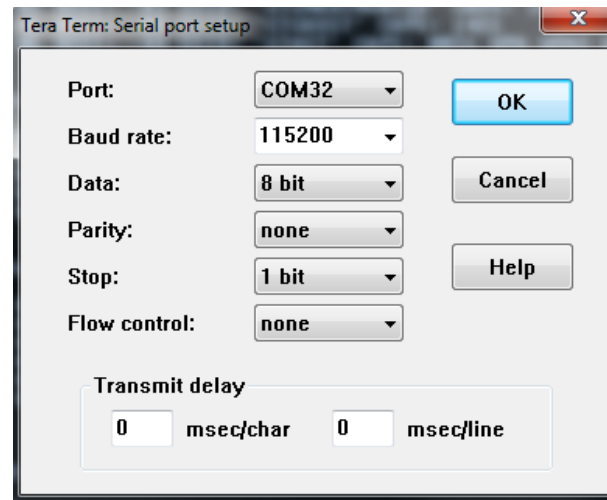 Tera Term: Serial port setup
x
Port: COM32
OK
Baud rate: 115200
Data: 8 bit
Cancel
Parity: none
Stop: 1 bit
Help
Flow control: none
Transmit delay
0 msec/char 0 msec/line